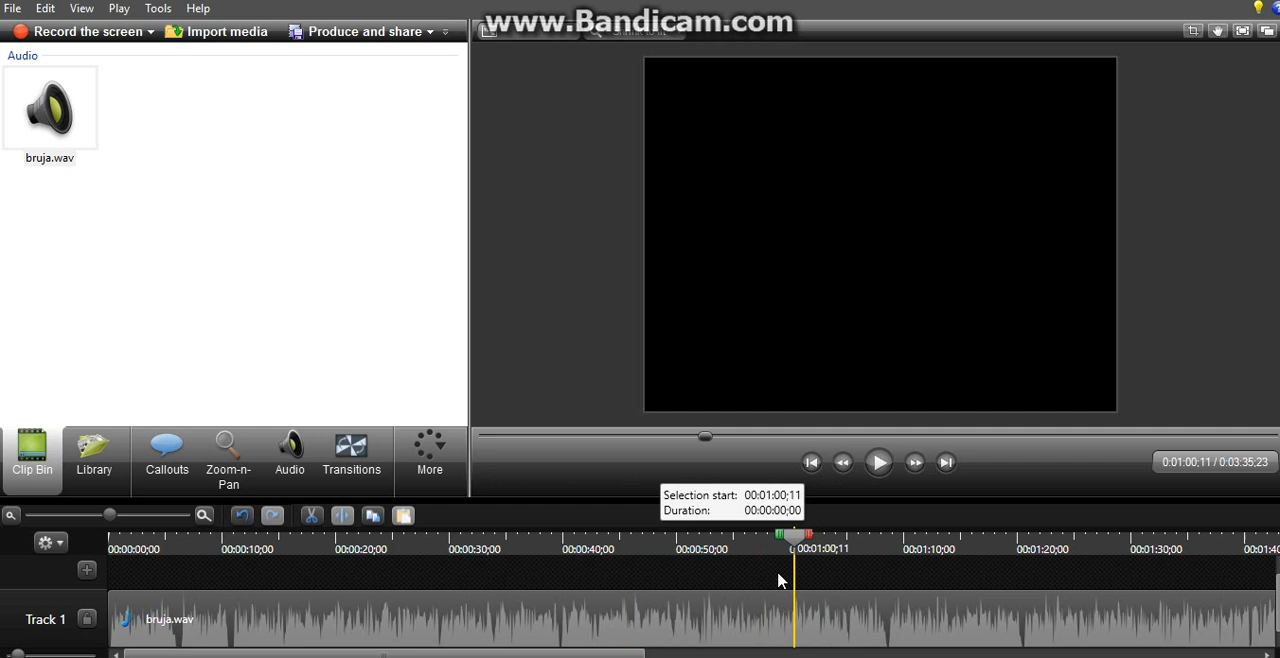 File Edit View Play Tools Help
www.Bandicam.com
Record the screen Import media Produce and share
Audio
bruja.wav
Clip Bin Library Callouts Zoom-n-Pan Audio Transitions More
0:01:00;11 / 0:03:35;23
Selection start: 00:01:00;11
Duration: 00:00:00;00
00:00:00;00 00:00:10;00 00:00:20;00 00:00:30;00 00:00:40;00 00:00:50;00 00:01:00;11 00:01:10;00 00:01:20;00 00:01:30;00 00:01:40
Track 1 bruja.wav